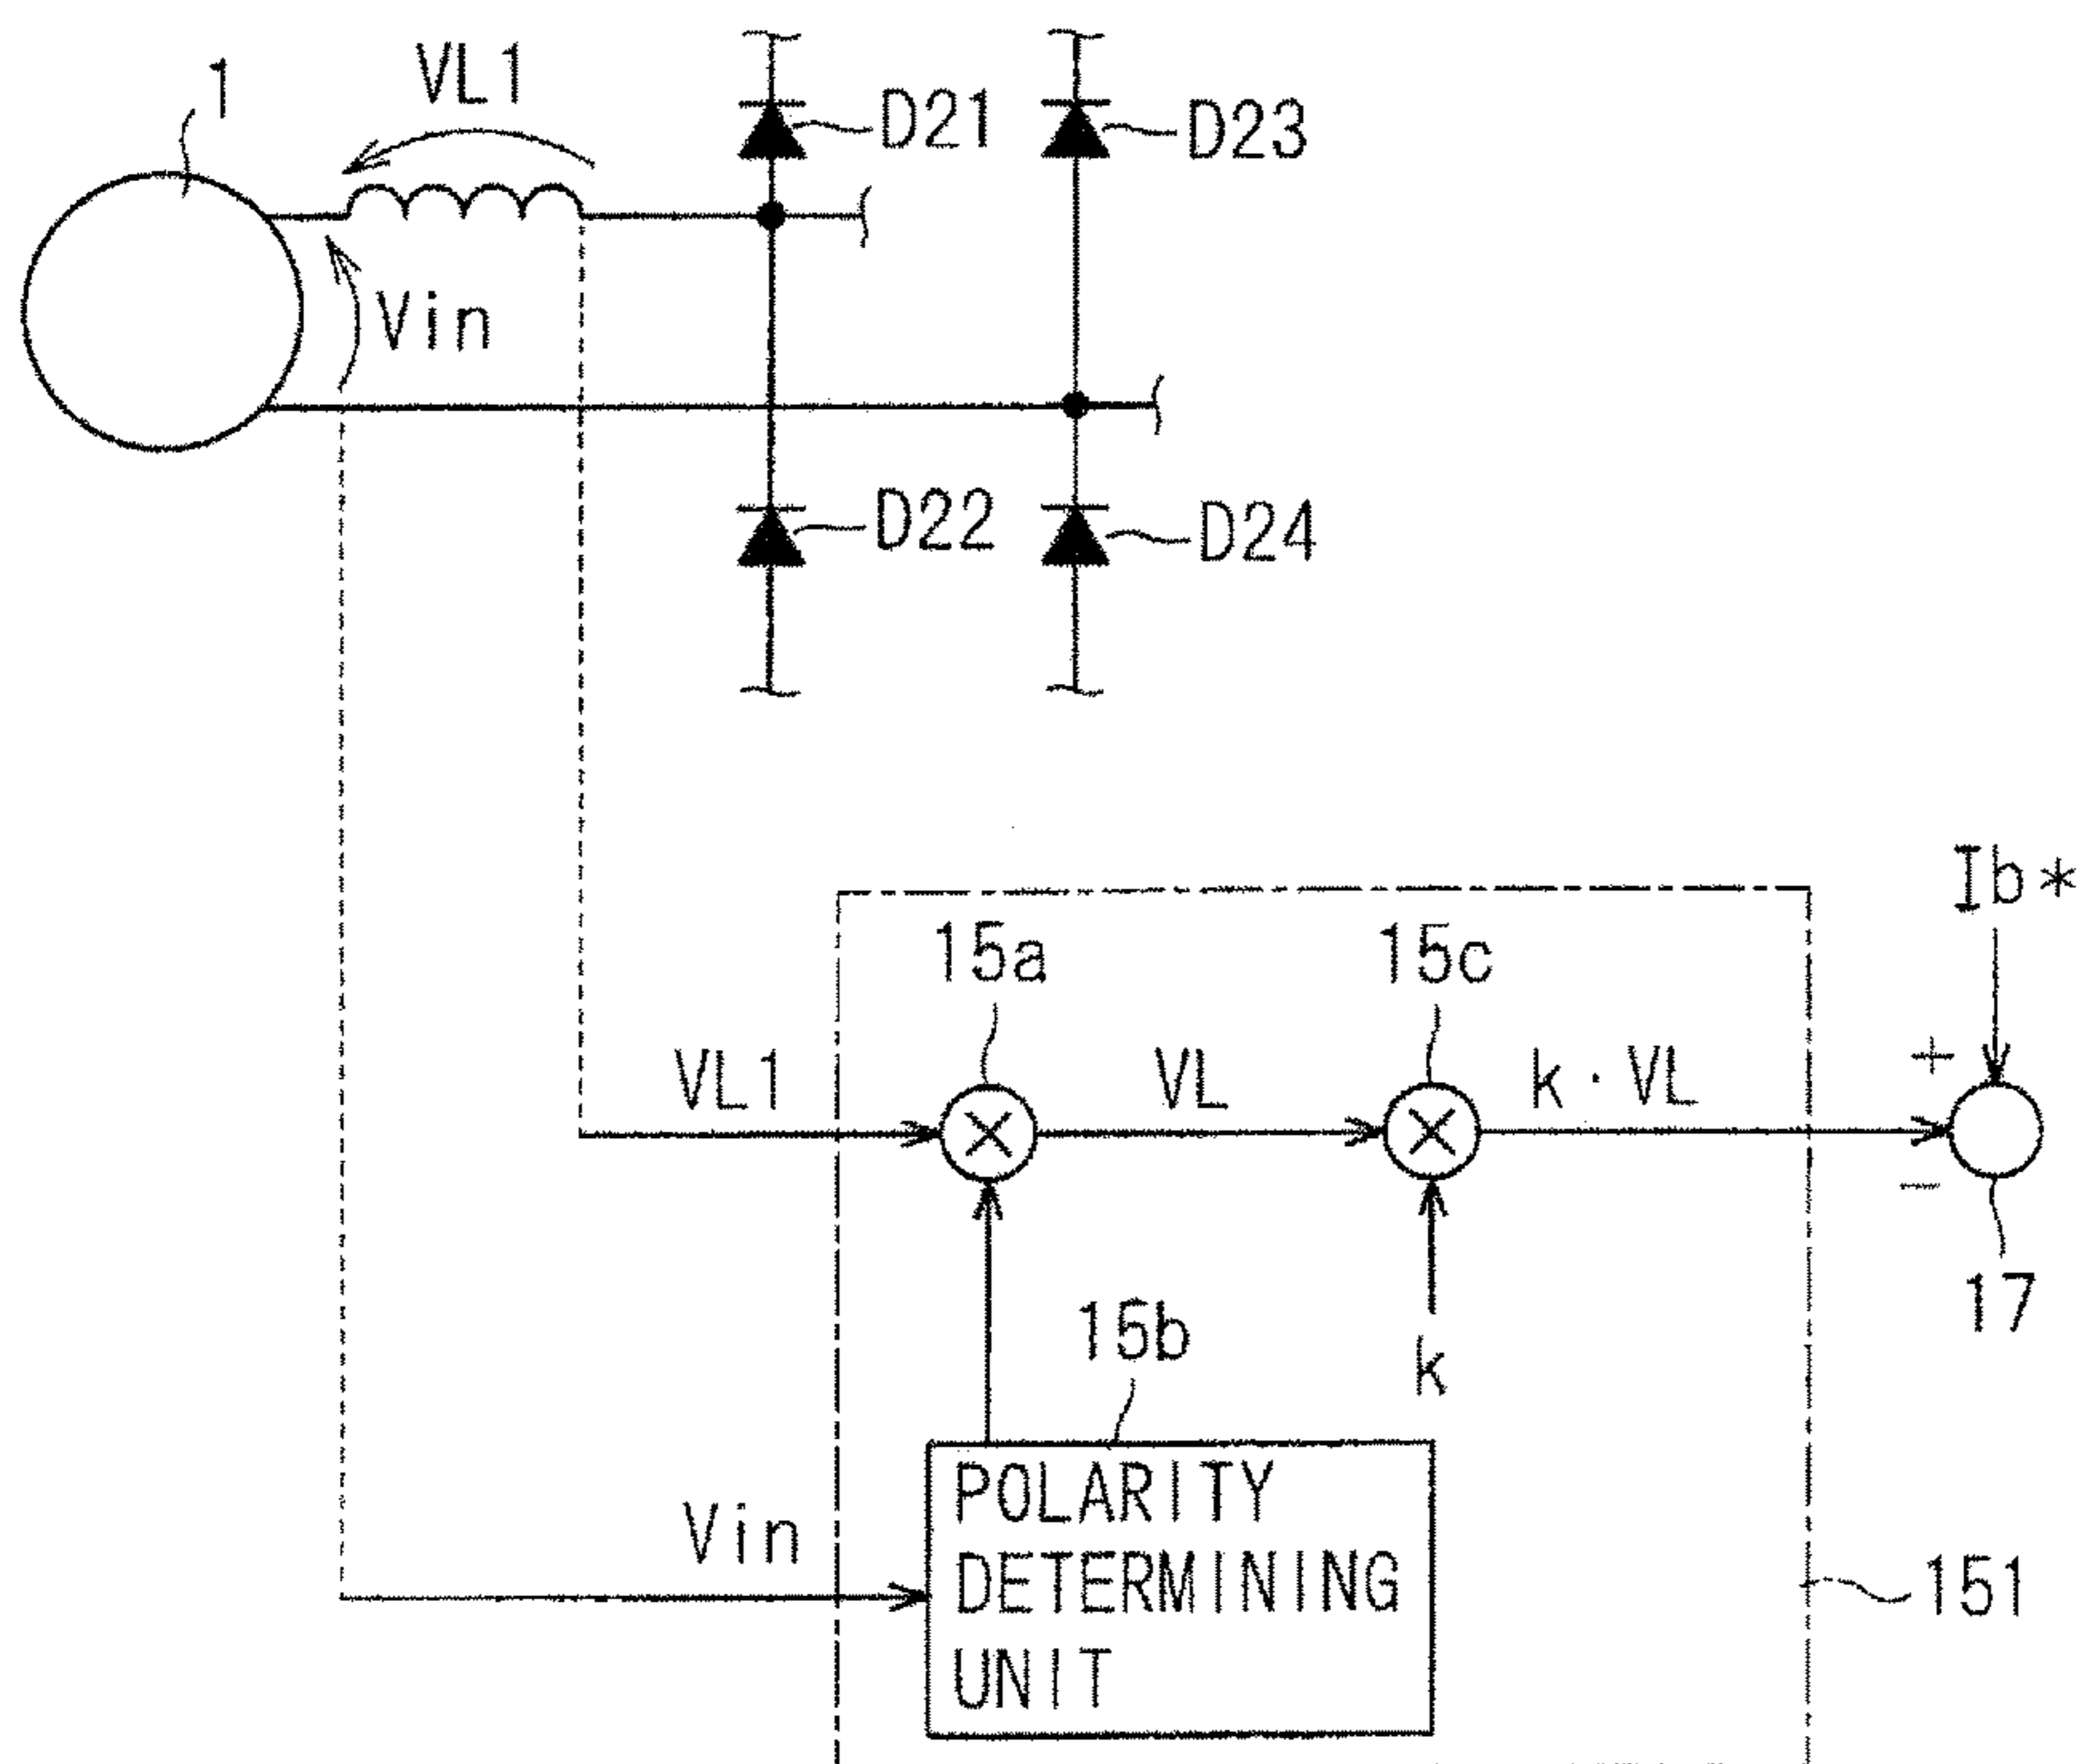 1
VL1
D21
D23
Vin
D22
D24
Ib*
15a
15c
VL1
VL
k · VL
+
−
17
15b
k
Vin
POLARITY
DETERMINING
UNIT
151